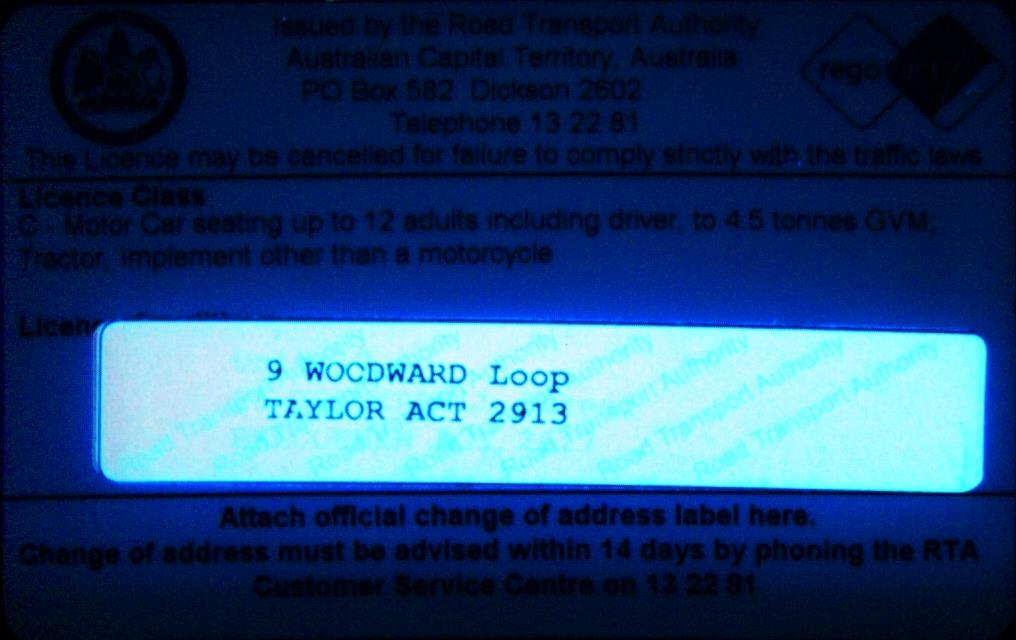 Issued by the Road Transport Authority
Australian Capital Territory, Australia
PO Box 582 Dickson 2602
Telephone 13 22 81
rego
This Licence may be cancelled for failure to comply strictly with the traffic laws
Licence Class
C - Motor Car seating up to 12 adults including driver, to 4.5 tonnes GVM,
Tractor, Implement other than a motorcycle
9 WOODWARD Loop
TAYLOR ACT 2913
Road Transport Authority
Road Transport Authority
Road Transport Authority
Road Transport Authority
Road Transport Authority
Road Transport Authority
Road Transport Authority
Attach official change of address label here.
Change of address must be advised within 14 days by phoning the RTA
Customer Service Centre on 13 22 81